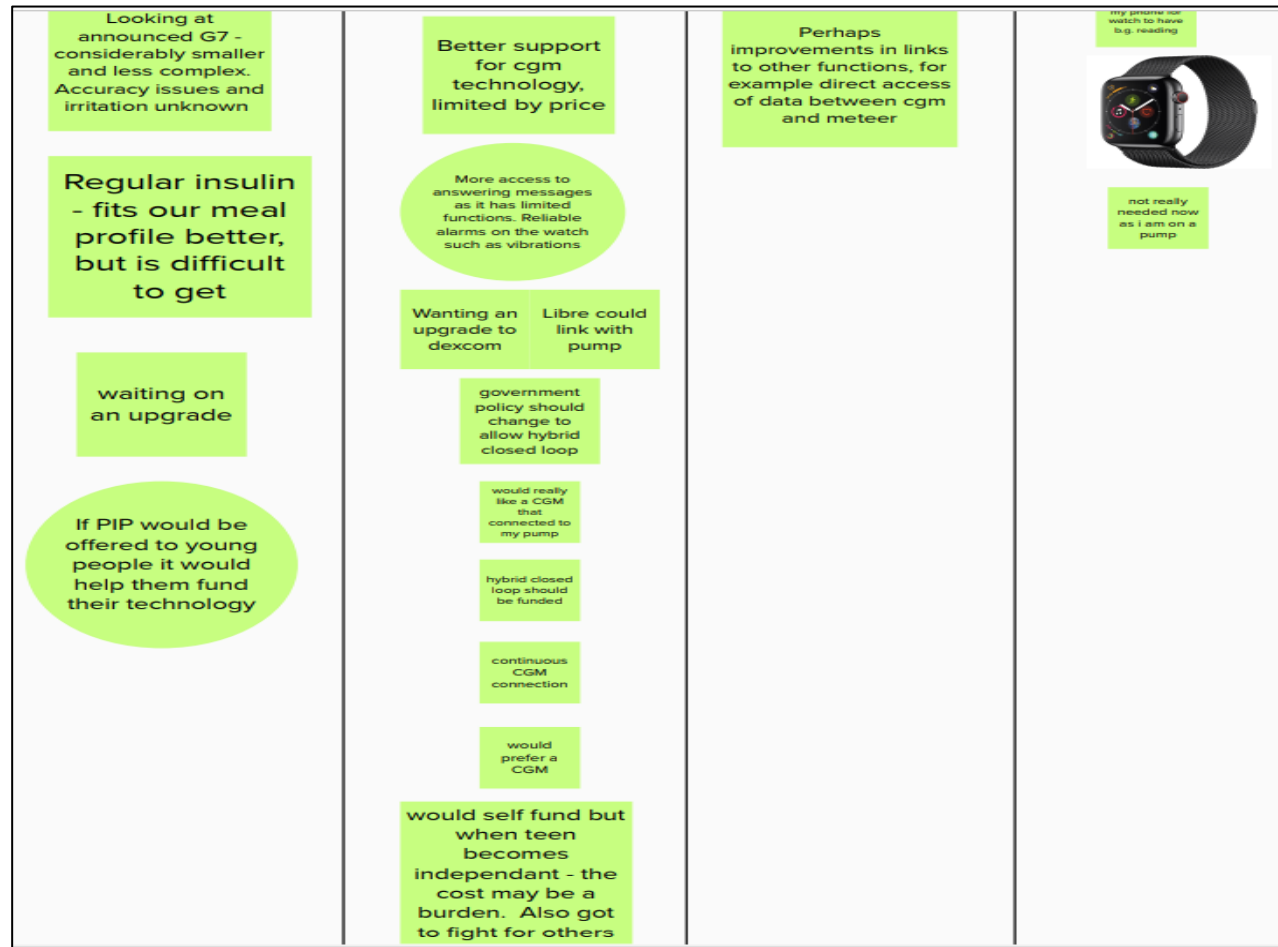 Looking at
announced G7 -
considerably smaller
and less complex.
Accuracy issues and
irritation unknown
Regular insulin
- fits our meal
profile better,
but is difficult
to get
waiting on
an upgrade
If PIP would be
offered to young
people it would
help them fund
their technology
Better support
for cgm
technology,
limited by price
More access to
answering messages
as it has limited
functions. Reliable
alarms on the watch
such as vibrations
Wanting an
upgrade to
dexcom
Libre could
link with
pump
government
policy should
change to
allow hybrid
closed loop
would really
like a CGM
that
connected to
my pump
hybrid closed
loop should
be funded
continuous
CGM
connection
would
prefer a
CGM
would self fund but
when teen
becomes
independant - the
cost may be a
burden. Also got
to fight for others
Perhaps
improvements in links
to other functions, for
example direct access
of data between cgm
and meteer
my phone for
watch to have
b.g. reading
not really
needed now
as i am on a
pump